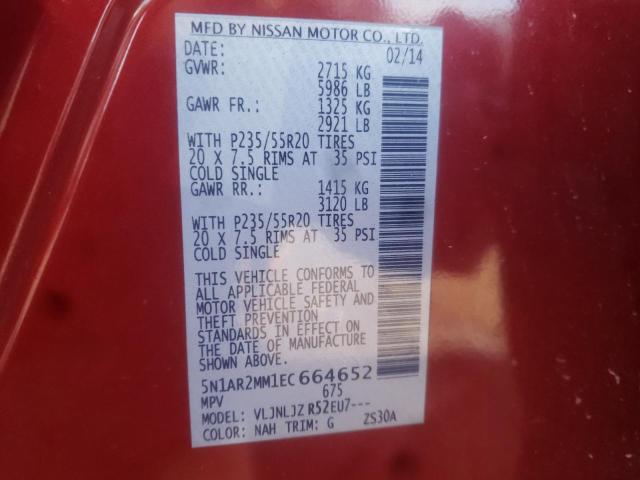 MFD BY NISSAN MOTOR CO., LTD.
DATE: 02/14
GVWR: 2715 KG
5986 LB
GAWR FR.: 1325 KG
2921 LB
WITH P235/55R20 TIRES
20 X 7.5 RIMS AT 35 PSI
COLD SINGLE
GAWR RR.: 1415 KG
3120 LB
WITH P235/55R20 TIRES
20 X 7.5 RIMS AT 35 PSI
COLD SINGLE
THIS VEHICLE CONFORMS TO
ALL APPLICABLE FEDERAL
MOTOR VEHICLE SAFETY AND
THEFT PREVENTION
STANDARDS IN EFFECT ON
THE DATE OF MANUFACTURE
SHOWN ABOVE.
5N1AR2MM1EC664652
MPV 675
MODEL: VLJNLJZ R52EU7---
COLOR: NAH TRIM: G ZS30A